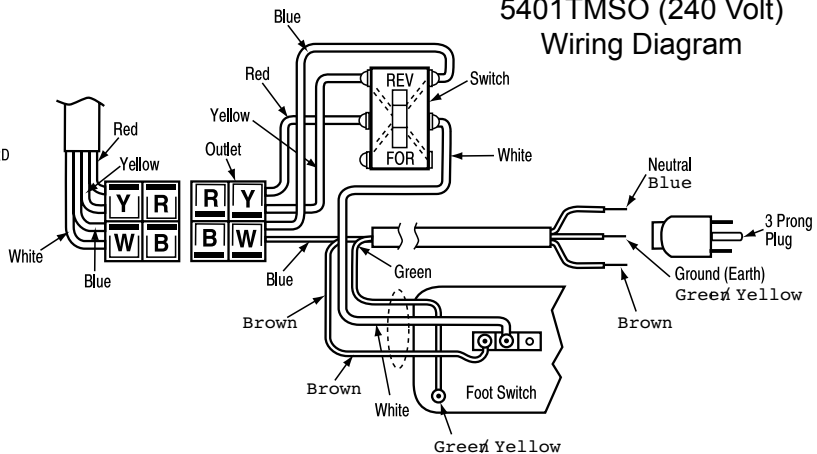 5401TMSO (240 Volt)
Wiring Diagram
Blue
Red
REV
Switch
Yellow
Red
D
Yellow
Outlet
FOR
White
Neutral
Blue
Y R
R Y
W B
B W
3 Prong
Plug
White
Blue
Blue
Green
Ground (Earth)
Green/Yellow
Brown
Brown
Brown
White
Foot Switch
Green/Yellow